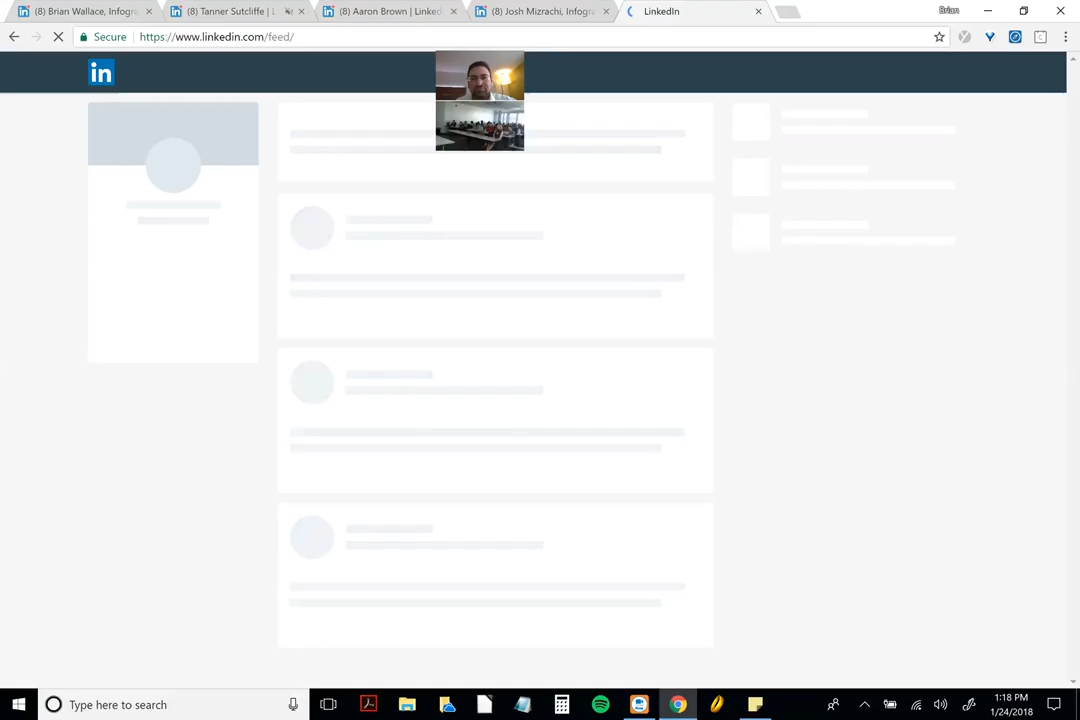 (8) Brian Wallace, Infogra
(8) Tanner Sutcliffe | L
(8) Aaron Brown | Linked
(8) Josh Mizrachi, Infogra
LinkedIn
Brian
Secure
https://www.linkedin.com/feed/
in
Type here to search
1:18 PM
1/24/2018